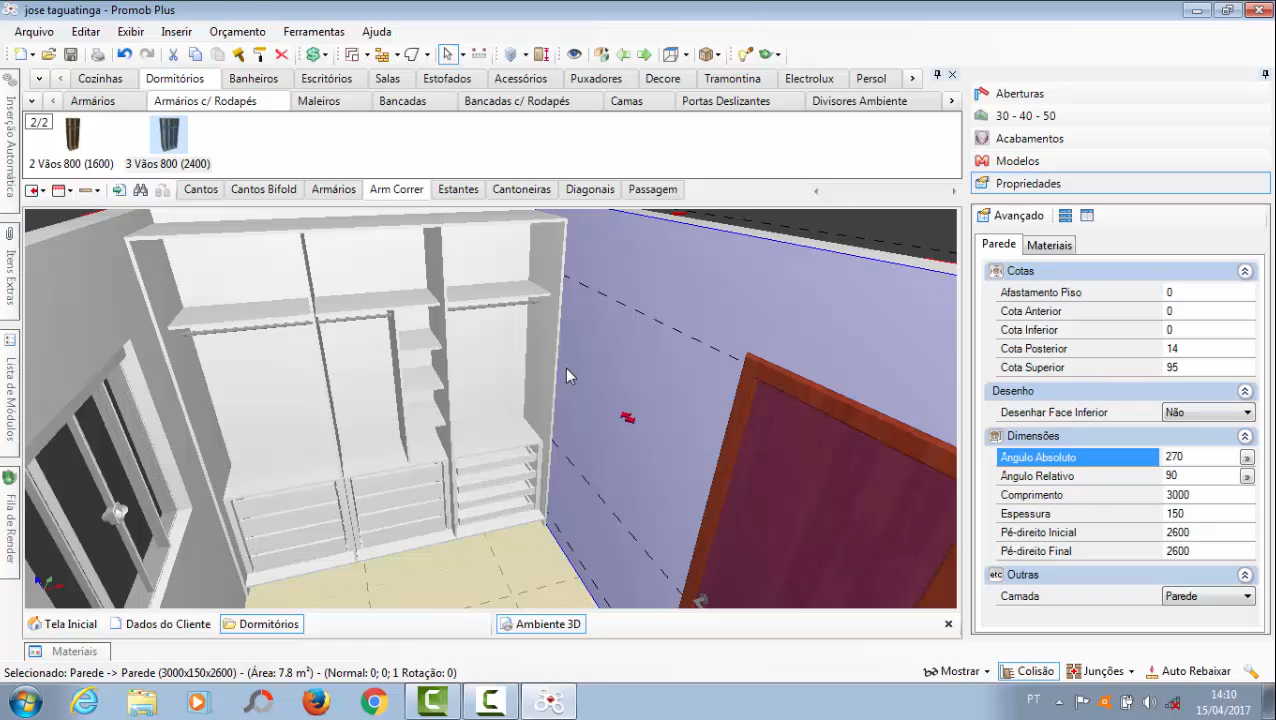 jose taguatinga - Promob Plus
Arquivo Editar Exibir Inserir Orçamento Ferramentas Ajuda
Cozinhas Dormitórios Banheiros Escritórios Salas Estofados Acessórios Puxadores Decore Tramontina Electrolux Persol
Armários Armários c/ Rodapés Maleiros Bancadas Bancadas c/ Rodapés Camas Portas Deslizantes Divisores Ambiente
2/2
2 Vãos 800 (1600) 3 Vãos 800 (2400)
Cantos Cantos Bifold Armários Arm Correr Estantes Cantoneiras Diagonais Passagem
Inserção Automática
Itens Extras
Lista de Módulos
Fila de Render
Aberturas
30 - 40 - 50
Acabamentos
Modelos
Propriedades
Avançado
Parede Materiais
Cotas
Afastamento Piso 0
Cota Anterior 0
Cota Inferior 0
Cota Posterior 14
Cota Superior 95
Desenho
Desenhar Face Inferior Não
Dimensões
Ângulo Absoluto 270
Ângulo Relativo 90
Comprimento 3000
Espessura 150
Pé-direito Inicial 2600
Pé-direito Final 2600
etc Outras
Camada Parede
Tela Inicial Dados do Cliente Dormitórios Ambiente 3D
Materiais
Selecionado: Parede -> Parede (3000x150x2600) - (Área: 7.8 m²) - (Normal: 0; 0; 1 Rotação: 0)
Mostrar Colisão Junções Auto Rebaixar
PT 14:10
15/04/2017